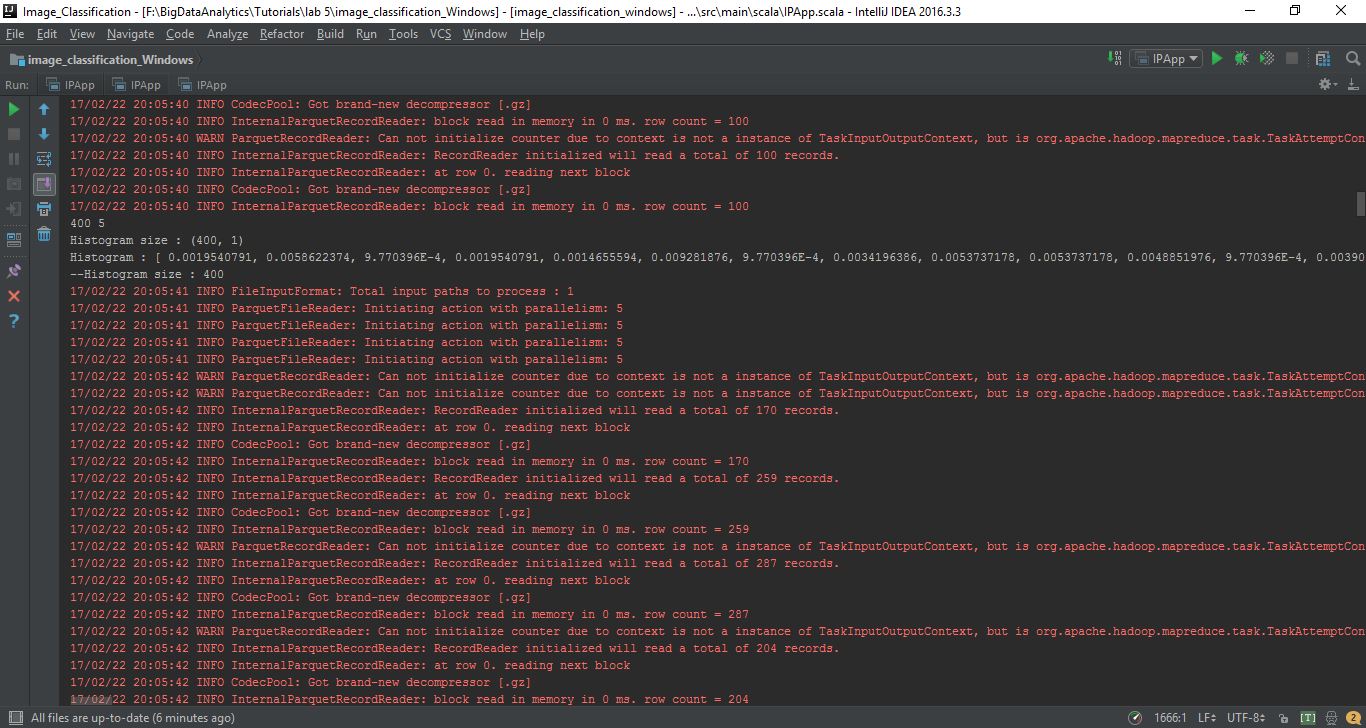 Image_Classification - [F:\BigDataAnalytics\Tutorials\lab 5\image_classification_Windows] - [image_classification_windows] - ...\src\main\scala\IPApp.scala - IntelliJ IDEA 2016.3.3
File Edit View Navigate Code Analyze Refactor Build Run Tools VCS Window Help
image_classification_Windows IPApp
Run: IPApp IPApp IPApp
17/02/22 20:05:40 INFO CodecPool: Got brand-new decompressor [.gz]
17/02/22 20:05:40 INFO InternalParquetRecordReader: block read in memory in 0 ms. row count = 100
17/02/22 20:05:40 WARN ParquetRecordReader: Can not initialize counter due to context is not a instance of TaskInputOutputContext, but is org.apache.hadoop.mapreduce.task.TaskAttemptCon
17/02/22 20:05:40 INFO InternalParquetRecordReader: RecordReader initialized will read a total of 100 records.
17/02/22 20:05:40 INFO InternalParquetRecordReader: at row 0. reading next block
17/02/22 20:05:40 INFO CodecPool: Got brand-new decompressor [.gz]
17/02/22 20:05:40 INFO InternalParquetRecordReader: block read in memory in 0 ms. row count = 100
400 5
Histogram size : (400, 1)
Histogram : [ 0.0019540791, 0.0058622374, 9.770396E-4, 0.0019540791, 0.0014655594, 0.009281876, 9.770396E-4, 0.0034196386, 0.0053737178, 0.0053737178, 0.0048851976, 9.770396E-4, 0.00390
--Histogram size : 400
17/02/22 20:05:41 INFO FileInputFormat: Total input paths to process : 1
17/02/22 20:05:41 INFO ParquetFileReader: Initiating action with parallelism: 5
17/02/22 20:05:41 INFO ParquetFileReader: Initiating action with parallelism: 5
17/02/22 20:05:41 INFO ParquetFileReader: Initiating action with parallelism: 5
17/02/22 20:05:41 INFO ParquetFileReader: Initiating action with parallelism: 5
17/02/22 20:05:42 WARN ParquetRecordReader: Can not initialize counter due to context is not a instance of TaskInputOutputContext, but is org.apache.hadoop.mapreduce.task.TaskAttemptCon
17/02/22 20:05:42 WARN ParquetRecordReader: Can not initialize counter due to context is not a instance of TaskInputOutputContext, but is org.apache.hadoop.mapreduce.task.TaskAttemptCon
17/02/22 20:05:42 INFO InternalParquetRecordReader: RecordReader initialized will read a total of 170 records.
17/02/22 20:05:42 INFO InternalParquetRecordReader: at row 0. reading next block
17/02/22 20:05:42 INFO CodecPool: Got brand-new decompressor [.gz]
17/02/22 20:05:42 INFO InternalParquetRecordReader: block read in memory in 0 ms. row count = 170
17/02/22 20:05:42 INFO InternalParquetRecordReader: RecordReader initialized will read a total of 259 records.
17/02/22 20:05:42 INFO InternalParquetRecordReader: at row 0. reading next block
17/02/22 20:05:42 INFO CodecPool: Got brand-new decompressor [.gz]
17/02/22 20:05:42 INFO InternalParquetRecordReader: block read in memory in 0 ms. row count = 259
17/02/22 20:05:42 WARN ParquetRecordReader: Can not initialize counter due to context is not a instance of TaskInputOutputContext, but is org.apache.hadoop.mapreduce.task.TaskAttemptCon
17/02/22 20:05:42 INFO InternalParquetRecordReader: RecordReader initialized will read a total of 287 records.
17/02/22 20:05:42 INFO InternalParquetRecordReader: at row 0. reading next block
17/02/22 20:05:42 INFO CodecPool: Got brand-new decompressor [.gz]
17/02/22 20:05:42 INFO InternalParquetRecordReader: block read in memory in 0 ms. row count = 287
17/02/22 20:05:42 WARN ParquetRecordReader: Can not initialize counter due to context is not a instance of TaskInputOutputContext, but is org.apache.hadoop.mapreduce.task.TaskAttemptCon
17/02/22 20:05:42 INFO InternalParquetRecordReader: RecordReader initialized will read a total of 204 records.
17/02/22 20:05:42 INFO InternalParquetRecordReader: at row 0. reading next block
17/02/22 20:05:42 INFO CodecPool: Got brand-new decompressor [.gz]
17/02/22 20:05:42 INFO InternalParquetRecordReader: block read in memory in 0 ms. row count = 204
All files are up-to-date (6 minutes ago) 1666:1 LF UTF-8 [T] 2